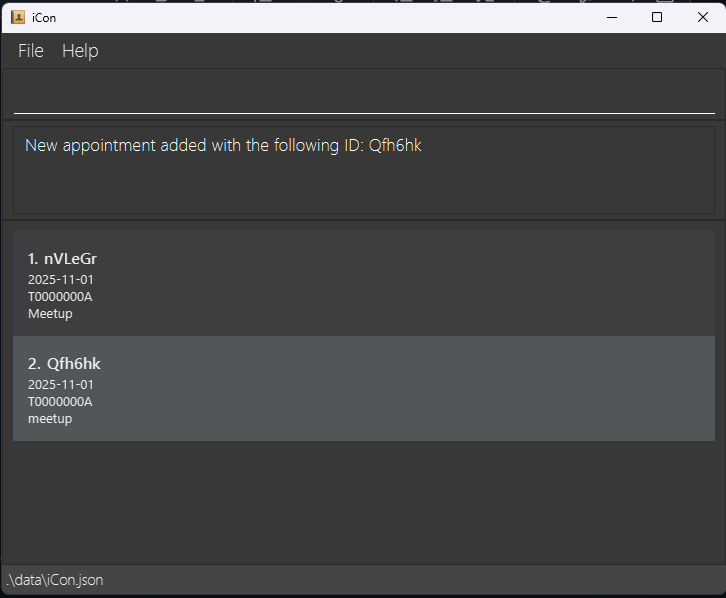 iCon
File Help
New appointment added with the following ID: Qfh6hk
1. nVLeGr
2025-11-01
T0000000A
Meetup
2. Qfh6hk
2025-11-01
T0000000A
meetup
.\data\iCon.json